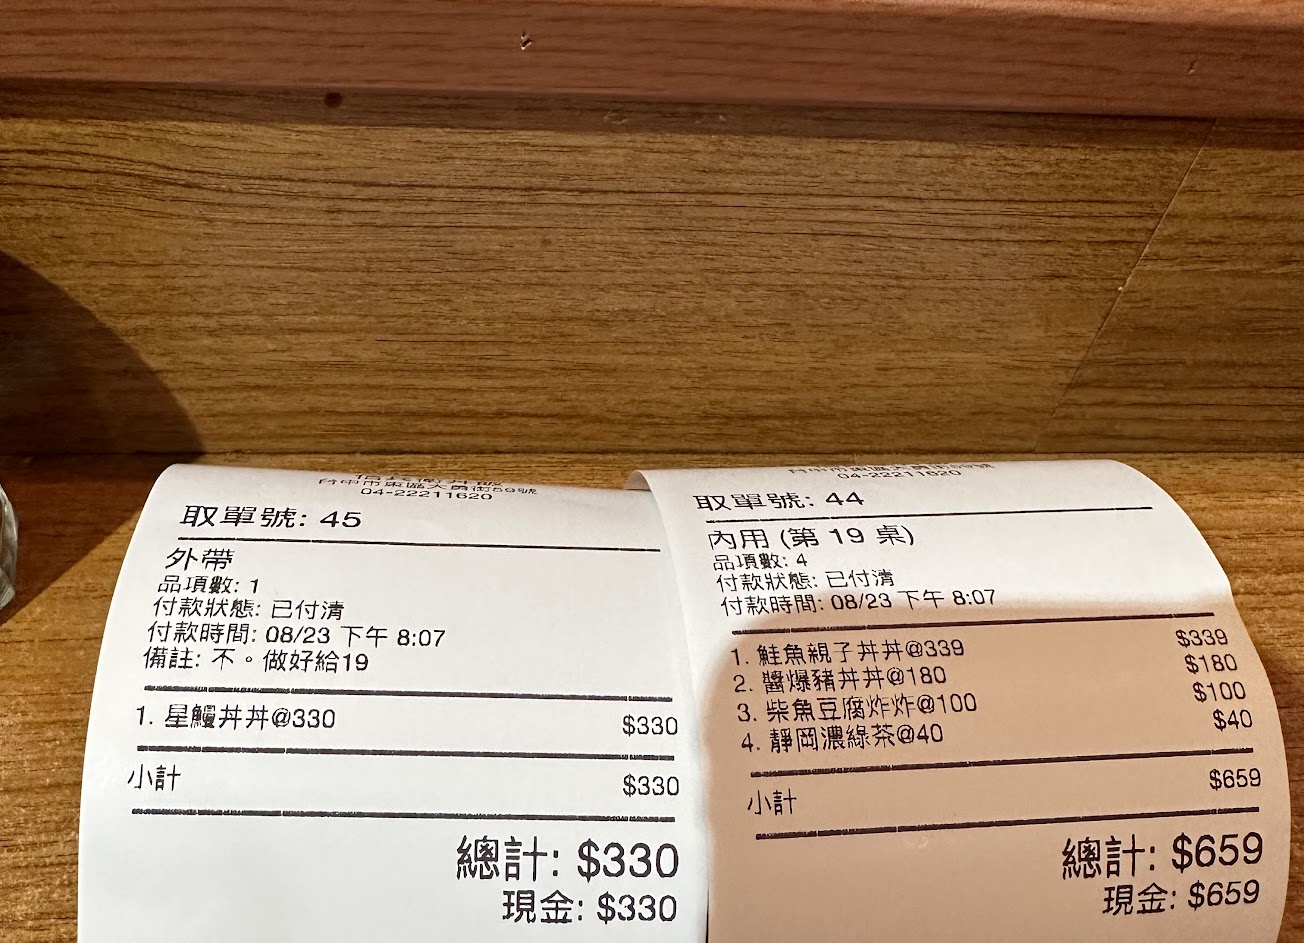 04-22211620
取單號: 45
外帶
品項數: 1
付款狀態: 已付清
付款時間: 08/23 下午 8:07
備註: 不。做好給19
1. 星鰻丼丼@330 $330
小計 $330
總計: $330
現金: $330
04-22211620
取單號: 44
內用 (第 19 桌)
品項數: 4
付款狀態: 已付清
付款時間: 08/23 下午 8:07
1. 鮭魚親子丼丼@339 $339
2. 醬爆豬丼丼@180 $180
3. 柴魚豆腐炸炸@100 $100
4. 靜岡濃綠茶@40 $40
小計 $659
總計: $659
現金: $659